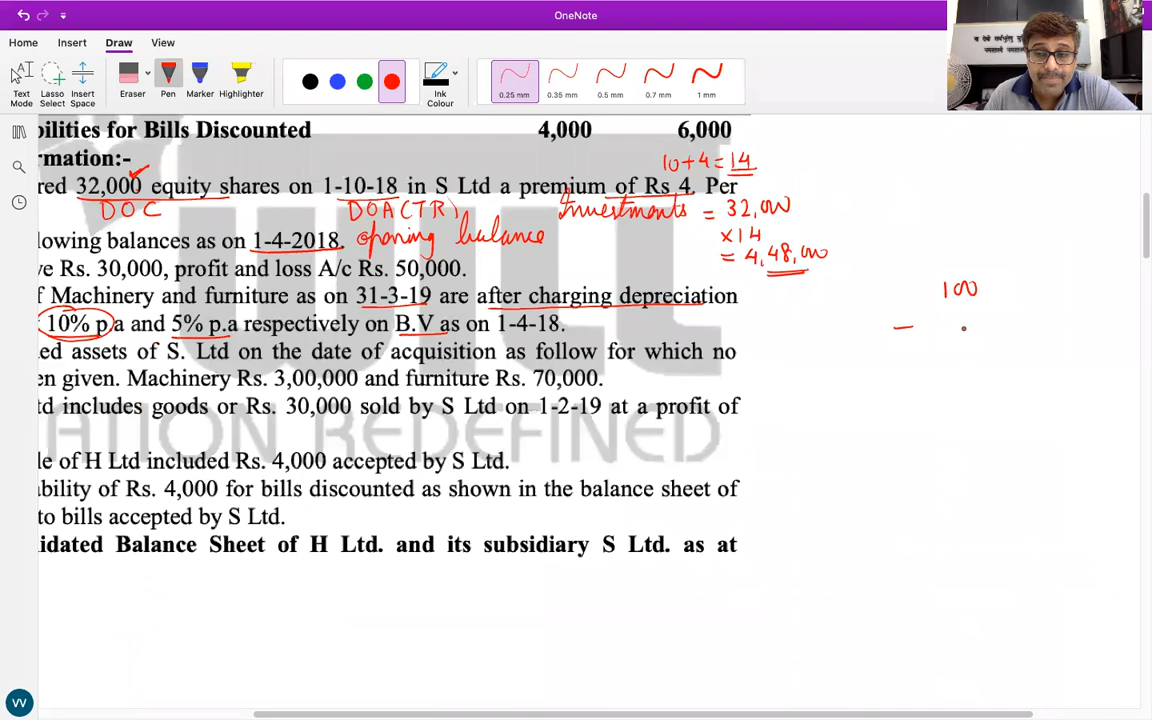 OneNote
Home Insert Draw View
Text Mode
Lasso Select
Insert Space
Eraser
Pen
Marker
Highlighter
Ink Colour
0.25 mm
0.35 mm
0.5 mm
0.7 mm
1 mm
bilities for Bills Discounted 4,000 6,000
rmation:-
10+4=14
red 32,000 equity shares on 1-10-18 in S Ltd a premium of Rs 4. Per
DOC DOA(TR) Investments = 32,000
×14
lowing balances as on 1-4-2018. opening balance
= 4,48,000
ve Rs. 30,000, profit and loss A/c Rs. 50,000.
100
f Machinery and furniture as on 31-3-19 are after charging depreciation
10% p.a and 5% p.a respectively on B.V as on 1-4-18.
–
ed assets of S. Ltd on the date of acquisition as follow for which no
en given. Machinery Rs. 3,00,000 and furniture Rs. 70,000.
td includes goods or Rs. 30,000 sold by S Ltd on 1-2-19 at a profit of
ATION REDEFINED
le of H Ltd included Rs. 4,000 accepted by S Ltd.
bility of Rs. 4,000 for bills discounted as shown in the balance sheet of
to bills accepted by S Ltd.
idated Balance Sheet of H Ltd. and its subsidiary S Ltd. as at
VV